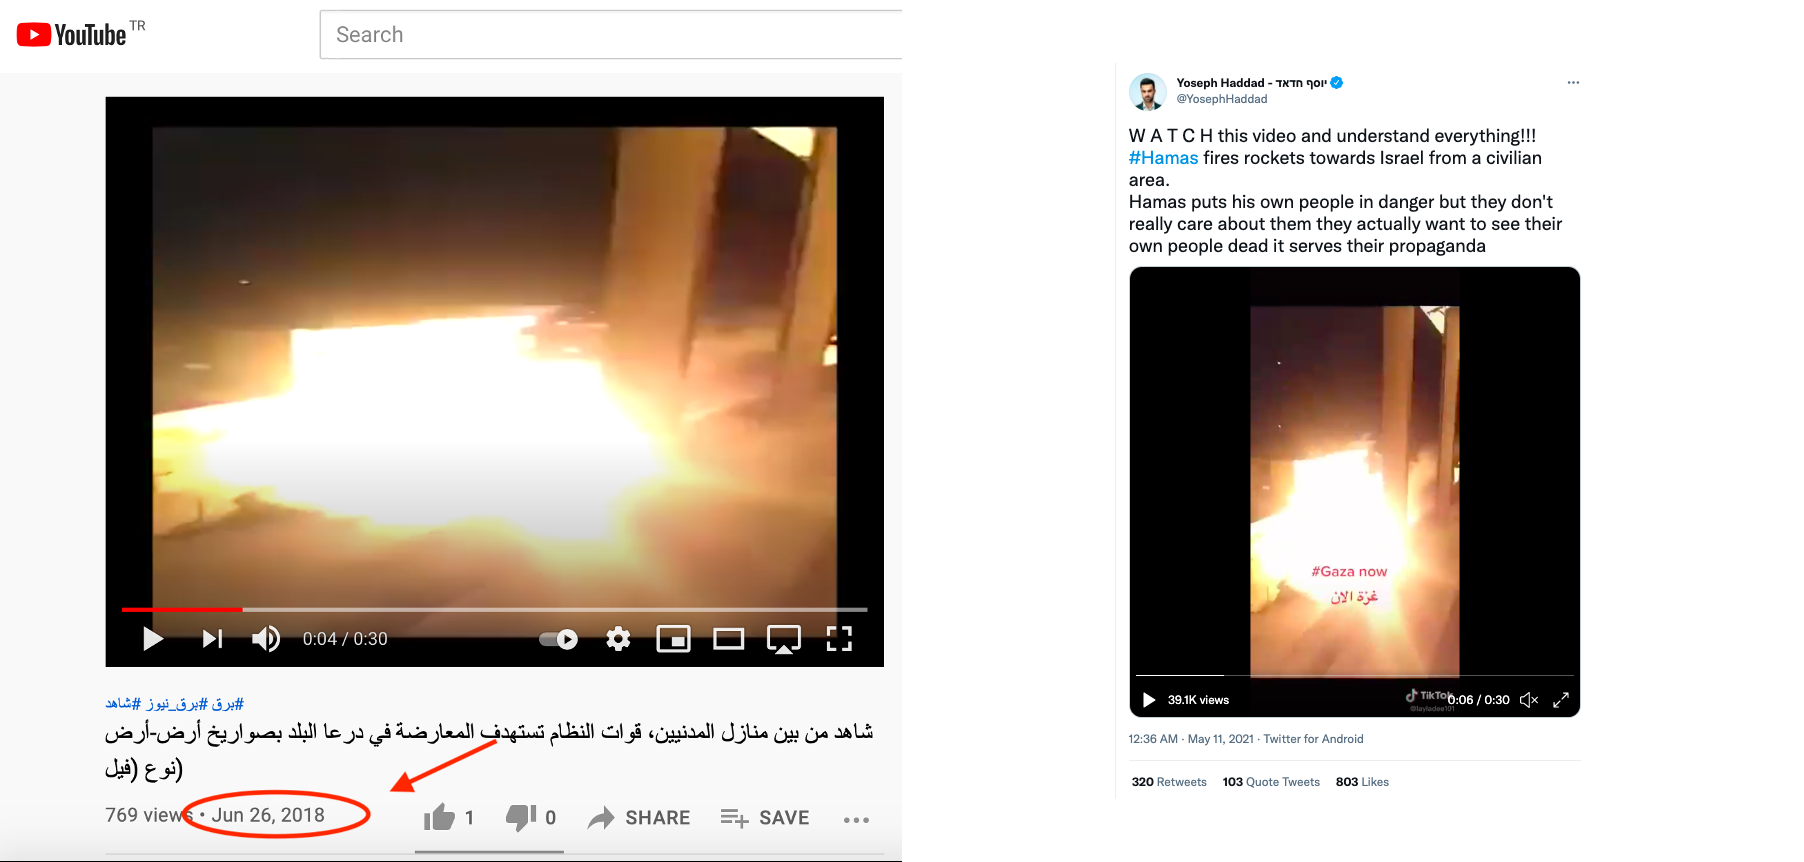 YouTube TR
Search
0:04 / 0:30
#برق #برق_نيوز #شاهد
شاهد من بين منازل المدنيين، قوات النظام تستهدف المعارضة في درعا البلد بصواريخ أرض-أرض
(نوع (فيل
769 views • Jun 26, 2018
1
0
SHARE
SAVE
Yoseph Haddad - יוסף חדאד
@YosephHaddad
W A T C H this video and understand everything!!!
#Hamas fires rockets towards Israel from a civilian
area.
Hamas puts his own people in danger but they don't
really care about them they actually want to see their
own people dead it serves their propaganda
#Gaza now
غزة الان
39.1K views
TikTok
0:06 / 0:30
@layladee101
12:36 AM · May 11, 2021 · Twitter for Android
320 Retweets 103 Quote Tweets 803 Likes